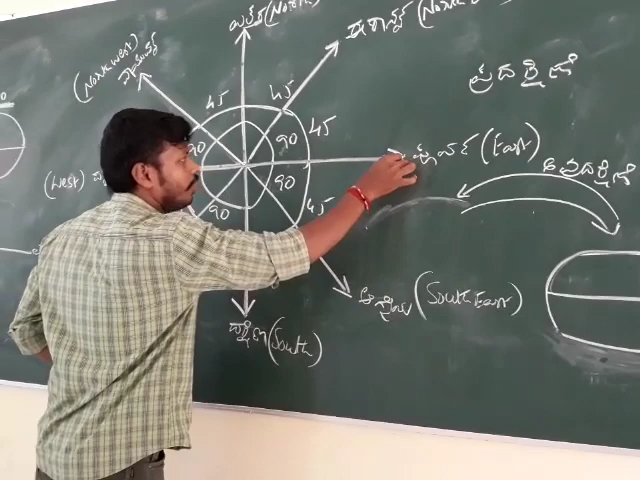 ಉತ್ತರ (North)
ಈಶಾನ್ಯ (North
(North west)
ವಾಯುವ್ಯ
ಪ್ರದಕ್ಷಿಣೆ
45
45
45
90
90
90
90
45
ಪೂರ್ವ (East)
ಅಪ್ರದಕ್ಷಿಣೆ
(West)
ಆಗ್ನೇಯ (South East)
ದಕ್ಷಿಣ (South)